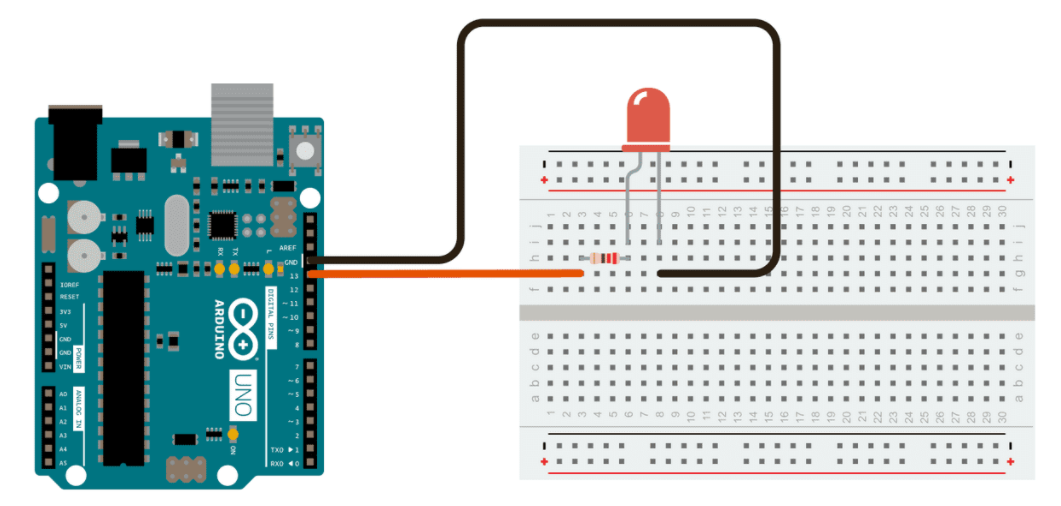 AREF
GND
13
12
~ 11
~ 10
~ 9
8
7
~ 6
~ 5
4
~ 3
2
TX0 ▶ 1
RX0 ◀ 0
DIGITAL PINS
RX
TX
L
ARDUINO
UNO
ON
IOREF
RESET
3V3
5V
GND
GND
VIN
POWER
A0
A1
A2
A3
A4
A5
ANALOG IN
- -
+ +
1 2 3 4 5 6 7 8 9 10 11 12 13 14 15 16 17 18 19 20 21 22 23 24 25 26 27 28 29 30
j j
i i
h h
g
f f
e e
d d
c c
b b
a a
1 2 3 4 5 6 7 8 9 10 11 12 13 14 15 16 17 18 19 20 21 22 23 24 25 26 27 28 29 30
- -
+ +